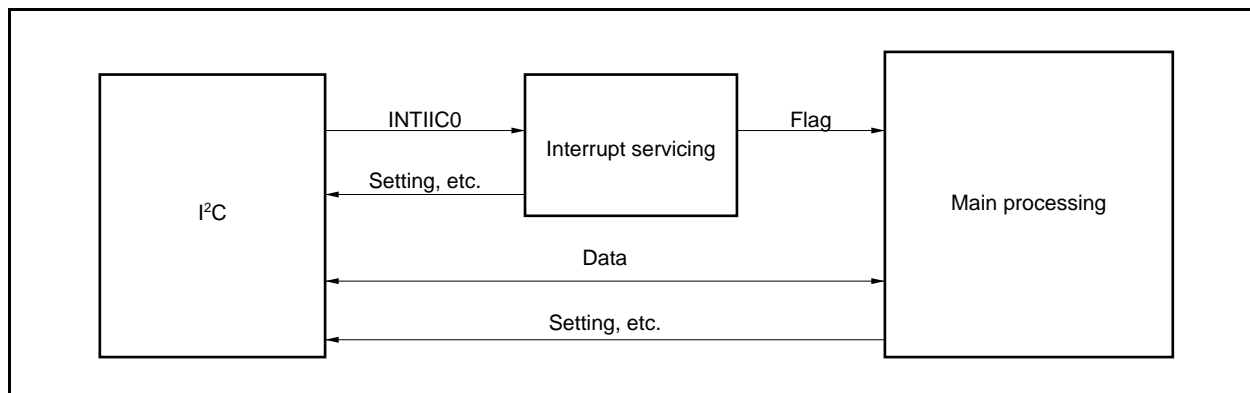 INTIIC0
Flag
Interrupt servicing
Setting, etc.
I²C
Main processing
Data
Setting, etc.